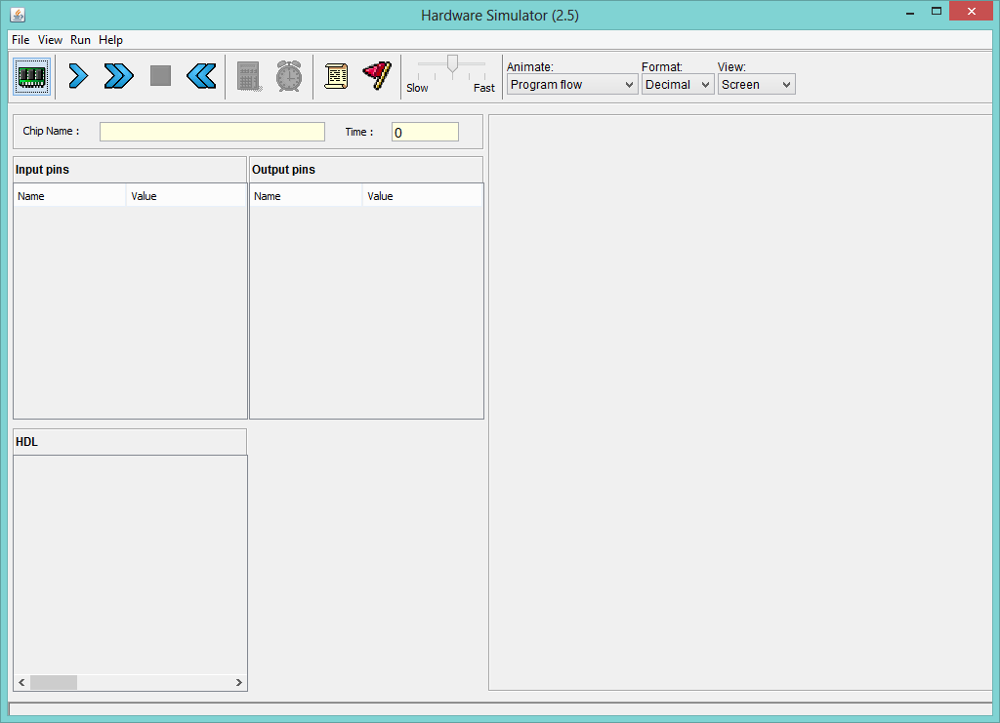 Hardware Simulator (2.5)
File View Run Help
Slow Fast
Animate: Format: View:
Program flow Decimal Screen
Chip Name : Time : 0
Input pins Output pins
Name Value Name Value
HDL